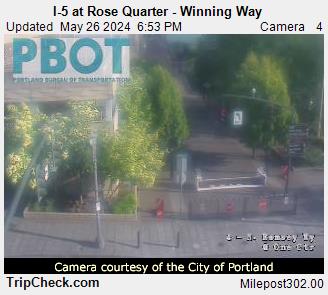 I-5 at Rose Quarter - Winning Way
Updated May 26 2024 6:53 PM Camera 4
PBOT
PORTLAND BUREAU OF TRANSPORTATION
Camera courtesy of the City of Portland
TripCheck.com Milepost302.00